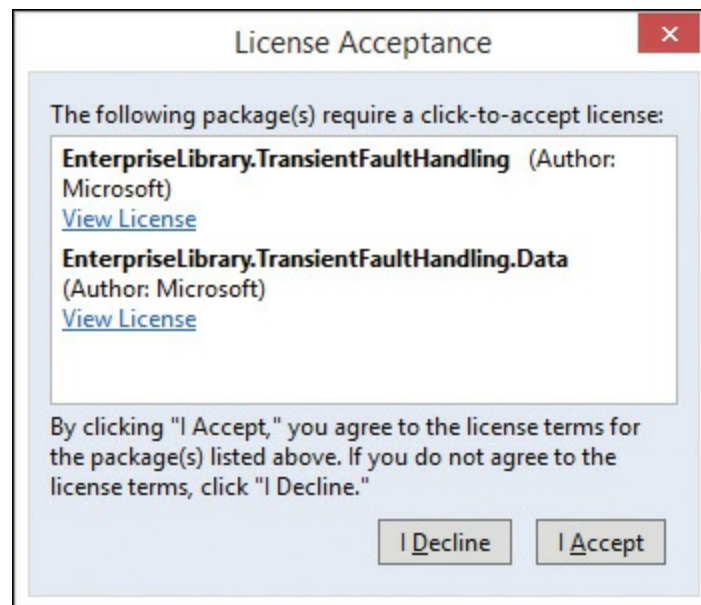 License Acceptance
The following package(s) require a click-to-accept license:
EnterpriseLibrary.TransientFaultHandling (Author:
Microsoft)
View License
EnterpriseLibrary.TransientFaultHandling.Data
(Author: Microsoft)
View License
By clicking "I Accept," you agree to the license terms for
the package(s) listed above. If you do not agree to the
license terms, click "I Decline."
I Decline I Accept